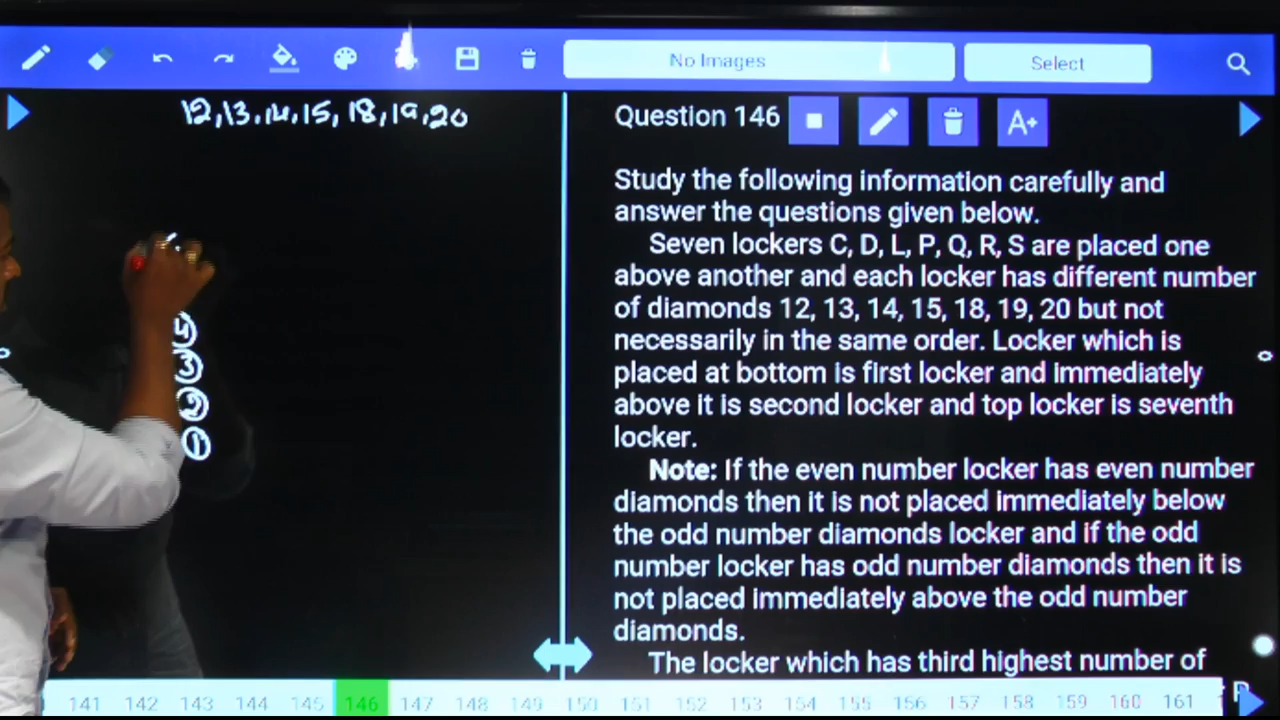 No Images
Select
12,13,14,15,18,19,20
Question 146
A+
Study the following information carefully and
answer the questions given below.
Seven lockers C, D, L, P, Q, R, S are placed one
above another and each locker has different number
of diamonds 12, 13, 14, 15, 18, 19, 20 but not
necessarily in the same order. Locker which is
placed at bottom is first locker and immediately
above it is second locker and top locker is seventh
locker.
Note: If the even number locker has even number
diamonds then it is not placed immediately below
the odd number diamonds locker and if the odd
number locker has odd number diamonds then it is
not placed immediately above the odd number
diamonds.
The locker which has third highest number of
4
3
2
1
141 142 143 144 145 146 147 148 149 150 151 152 153 154 155 156 157 158 159 160 161